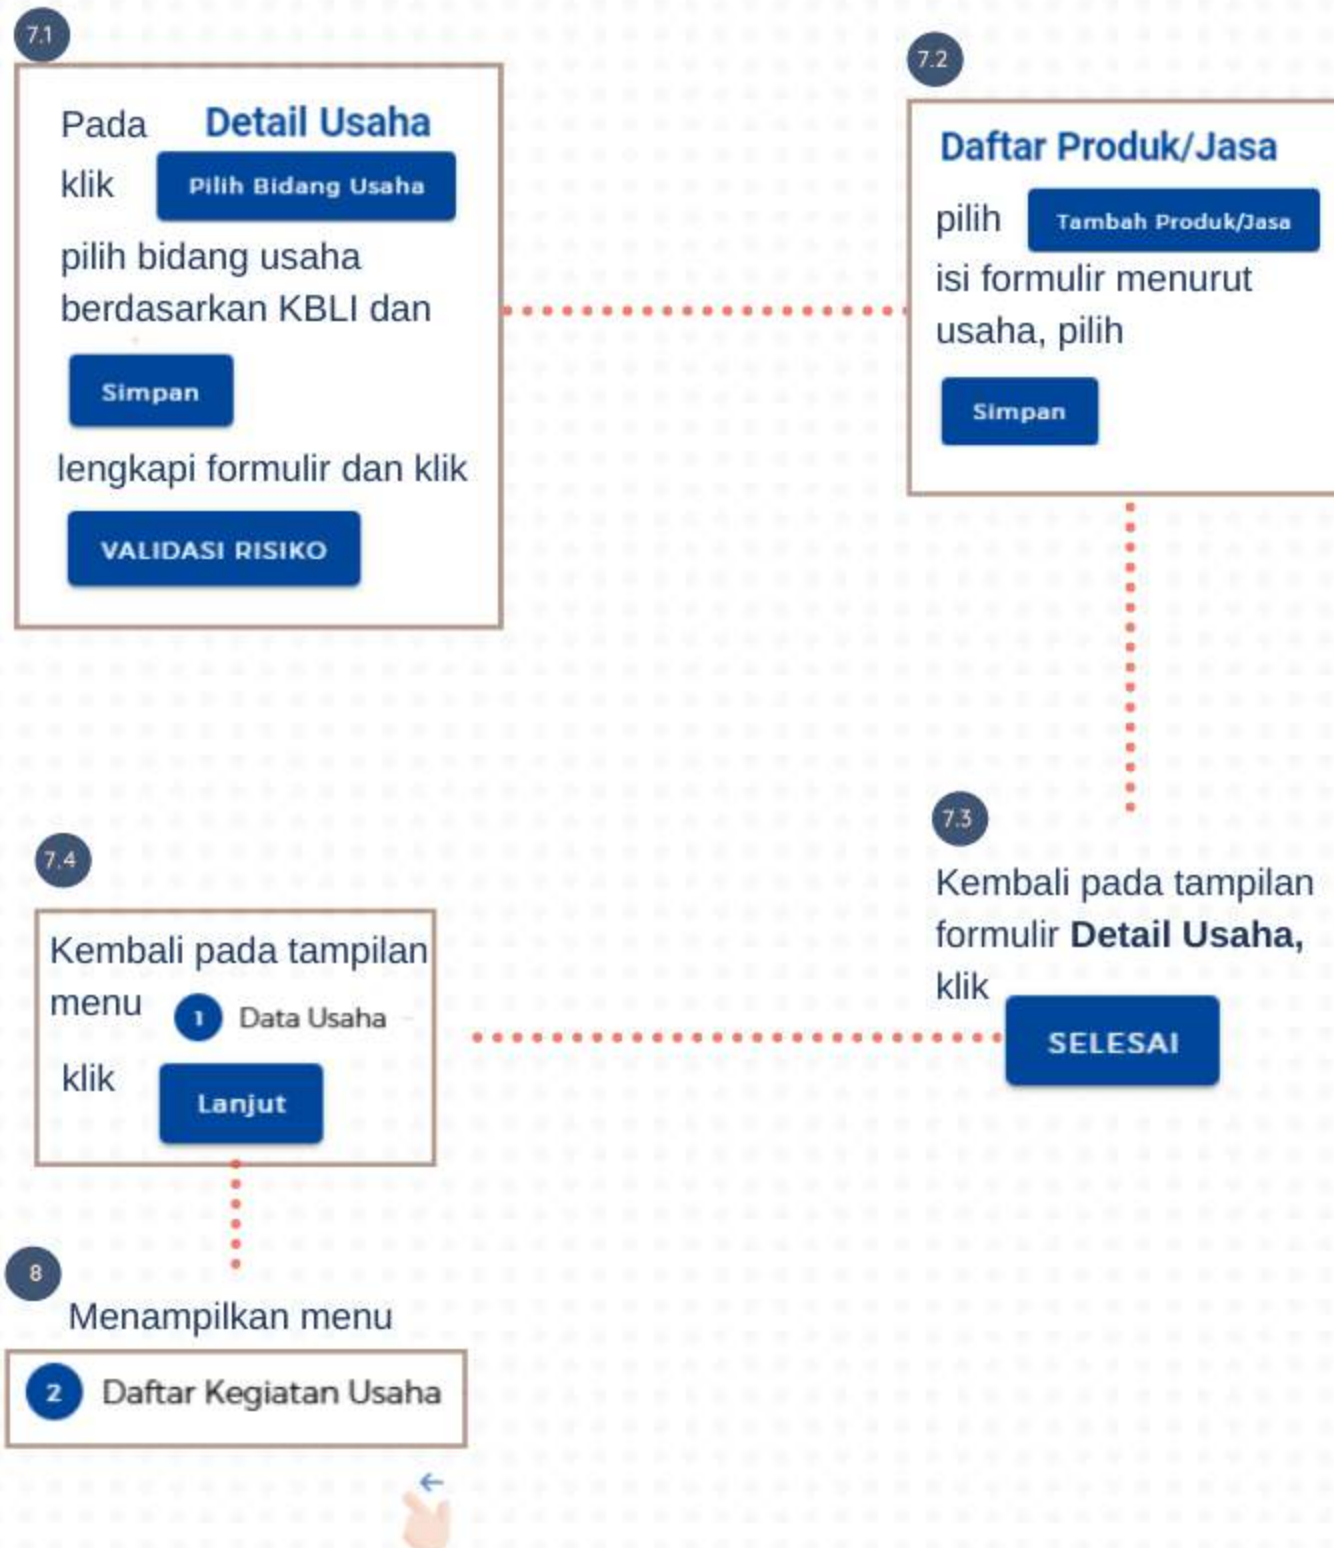 7.1
Pada Detail Usaha
klik Pilih Bidang Usaha
pilih bidang usaha
berdasarkan KBLI dan
Simpan
lengkapi formulir dan klik
VALIDASI RISIKO
7.2
Daftar Produk/Jasa
pilih Tambah Produk/Jasa
isi formulir menurut
usaha, pilih
Simpan
7.3
Kembali pada tampilan
formulir Detail Usaha,
klik
SELESAI
7.4
Kembali pada tampilan
menu 1 Data Usaha
klik Lanjut
8
Menampilkan menu
2 Daftar Kegiatan Usaha